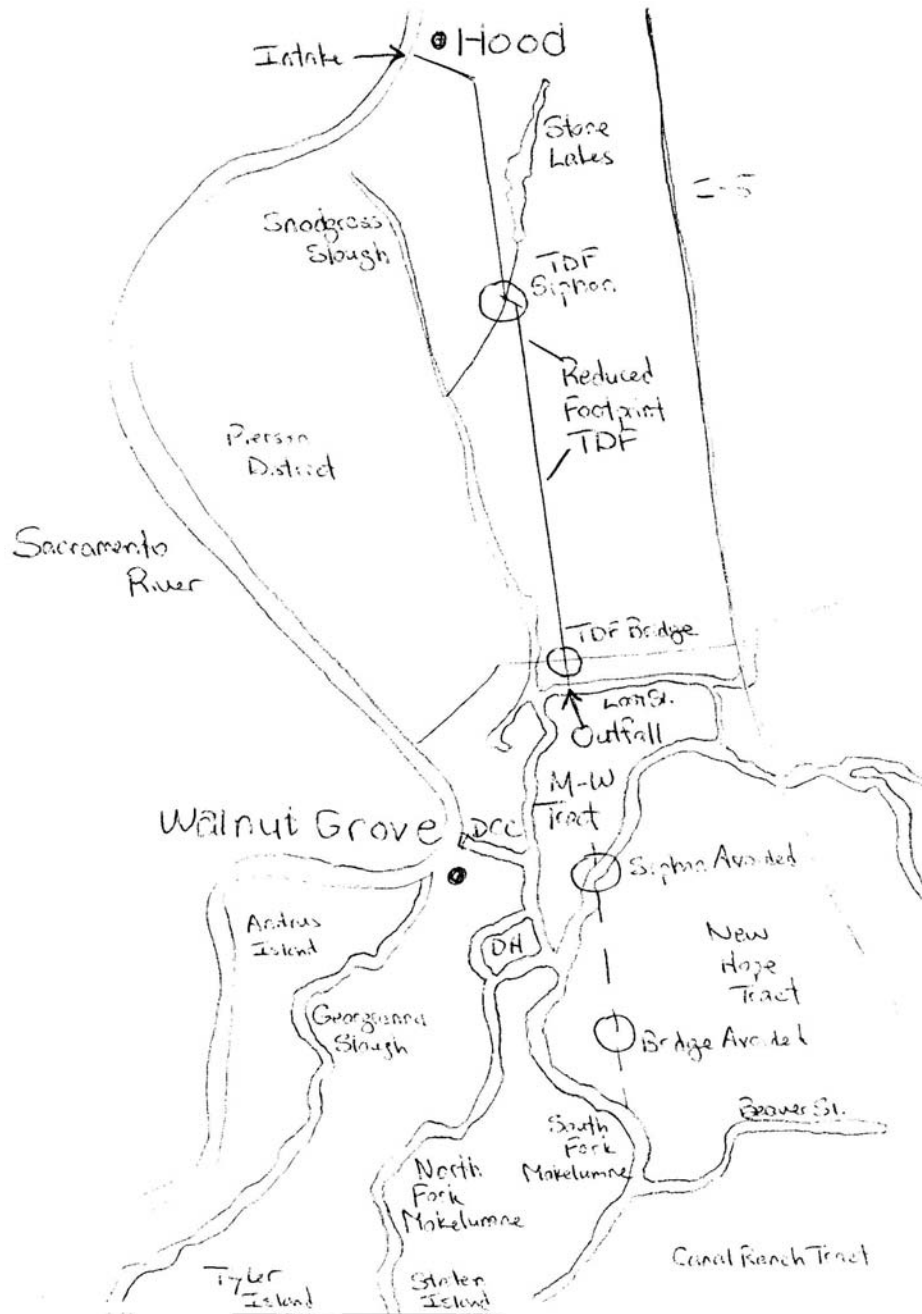 Hood
Intake
Stone
Lakes
I-5
Snodgrass
Slough
TDF
Siphon
Reduced
Footprint
TDF
Pierson
District
Sacramento
River
TDF Bridge
Lost Sl.
Outfall
M-W
Tract
Walnut Grove
DCC
Siphon Avoided
Andrus
Island
DH
New
Hope
Tract
Georgianna
Slough
Bridge Avoided
Beaver Sl.
South
Fork
Mokelumne
North
Fork
Mokelumne
Canal Ranch Tract
Tyler
Island
Staten
Island